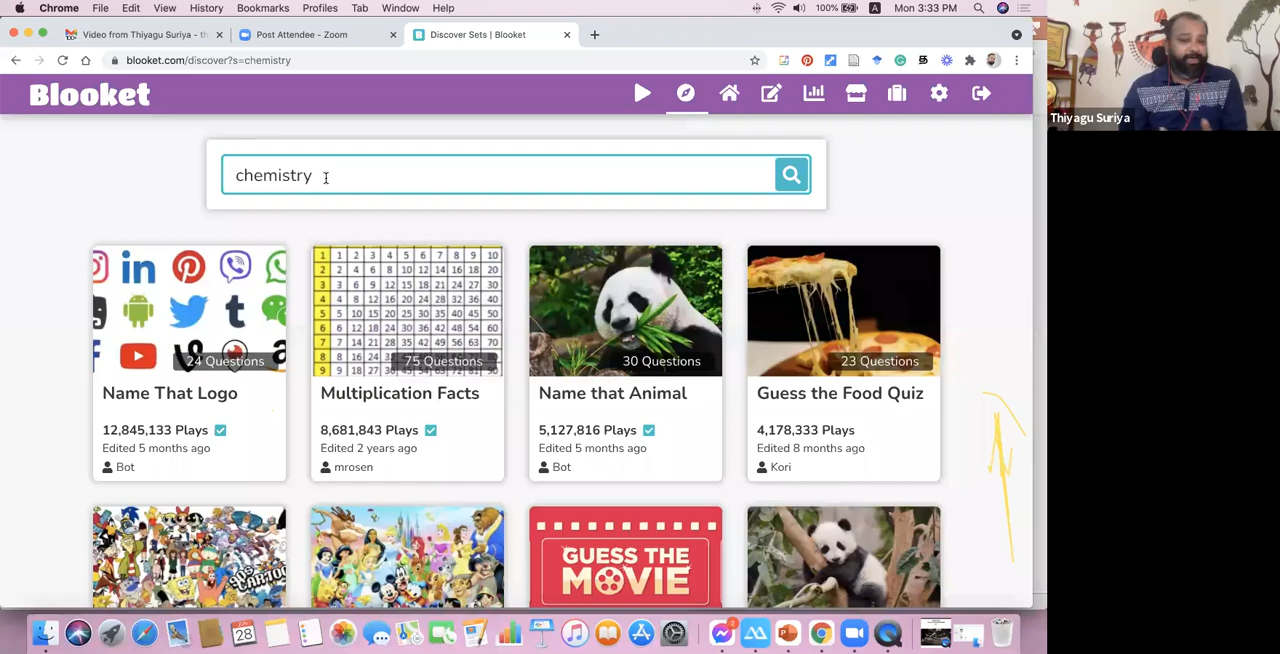 Chrome File Edit View History Bookmarks Profiles Tab Window Help 100% A Mon 3:33 PM
Video from Thiyagu Suriya - th Post Attendee - Zoom Discover Sets | Blooket
blooket.com/discover?s=chemistry
Blooket
Thiyagu Suriya
chemistry
24 Questions
Name That Logo
12,845,133 Plays
Edited 5 months ago
Bot
75 Questions
Multiplication Facts
8,681,843 Plays
Edited 2 years ago
mrosen
30 Questions
Name that Animal
5,127,816 Plays
Edited 5 months ago
Bot
23 Questions
Guess the Food Quiz
4,178,333 Plays
Edited 8 months ago
Kori
GUESS THE
MOVIE